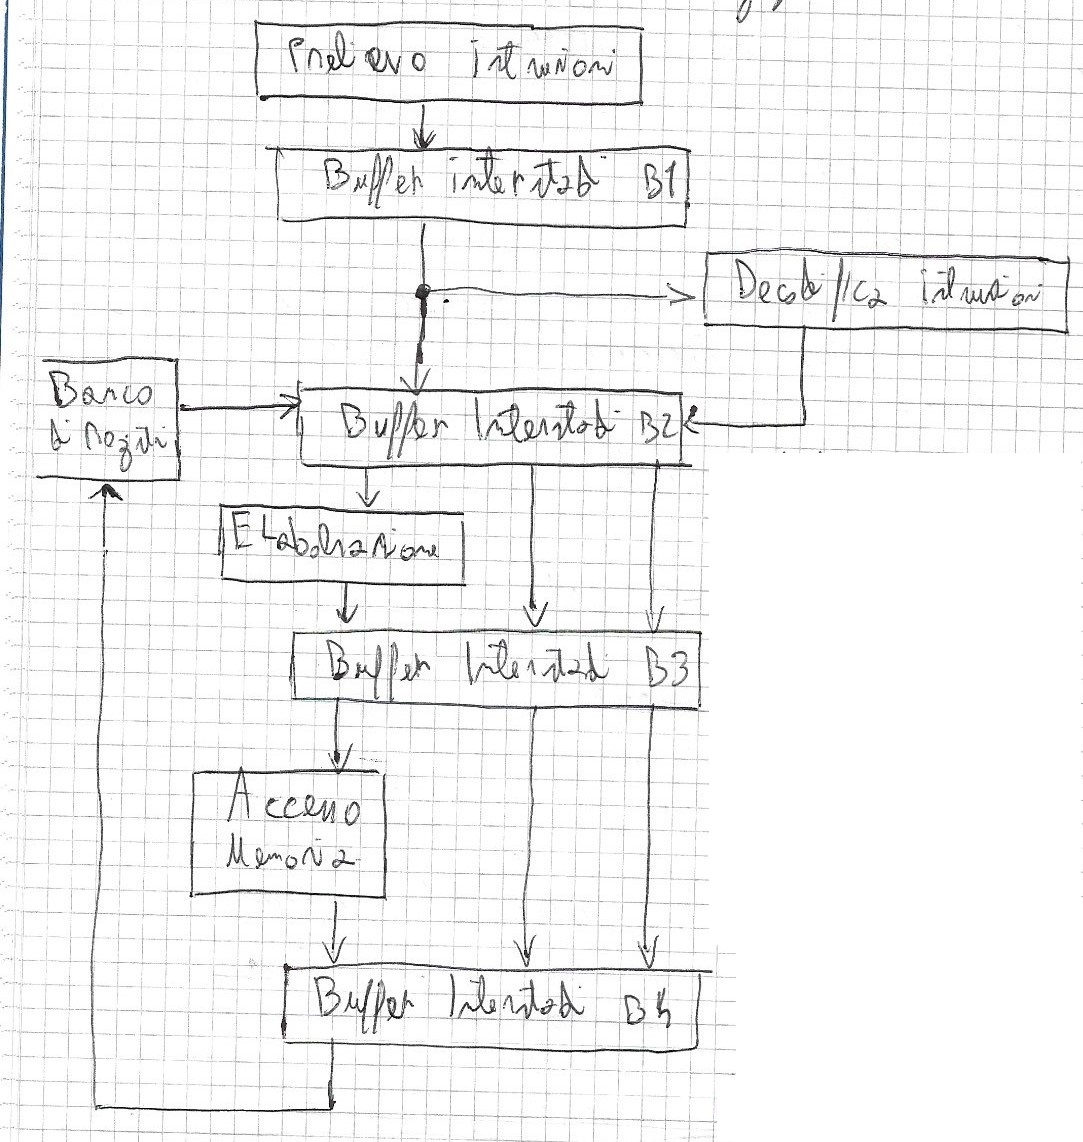 Prelievo istruzioni
Buffer interstadi B1
Decodifica istruzioni
Banco
di Registri
Buffer Interstadi B2
Elaborazione
Buffer Interstadi B3
Accesso
Memoria
Buffer Interstadi B4